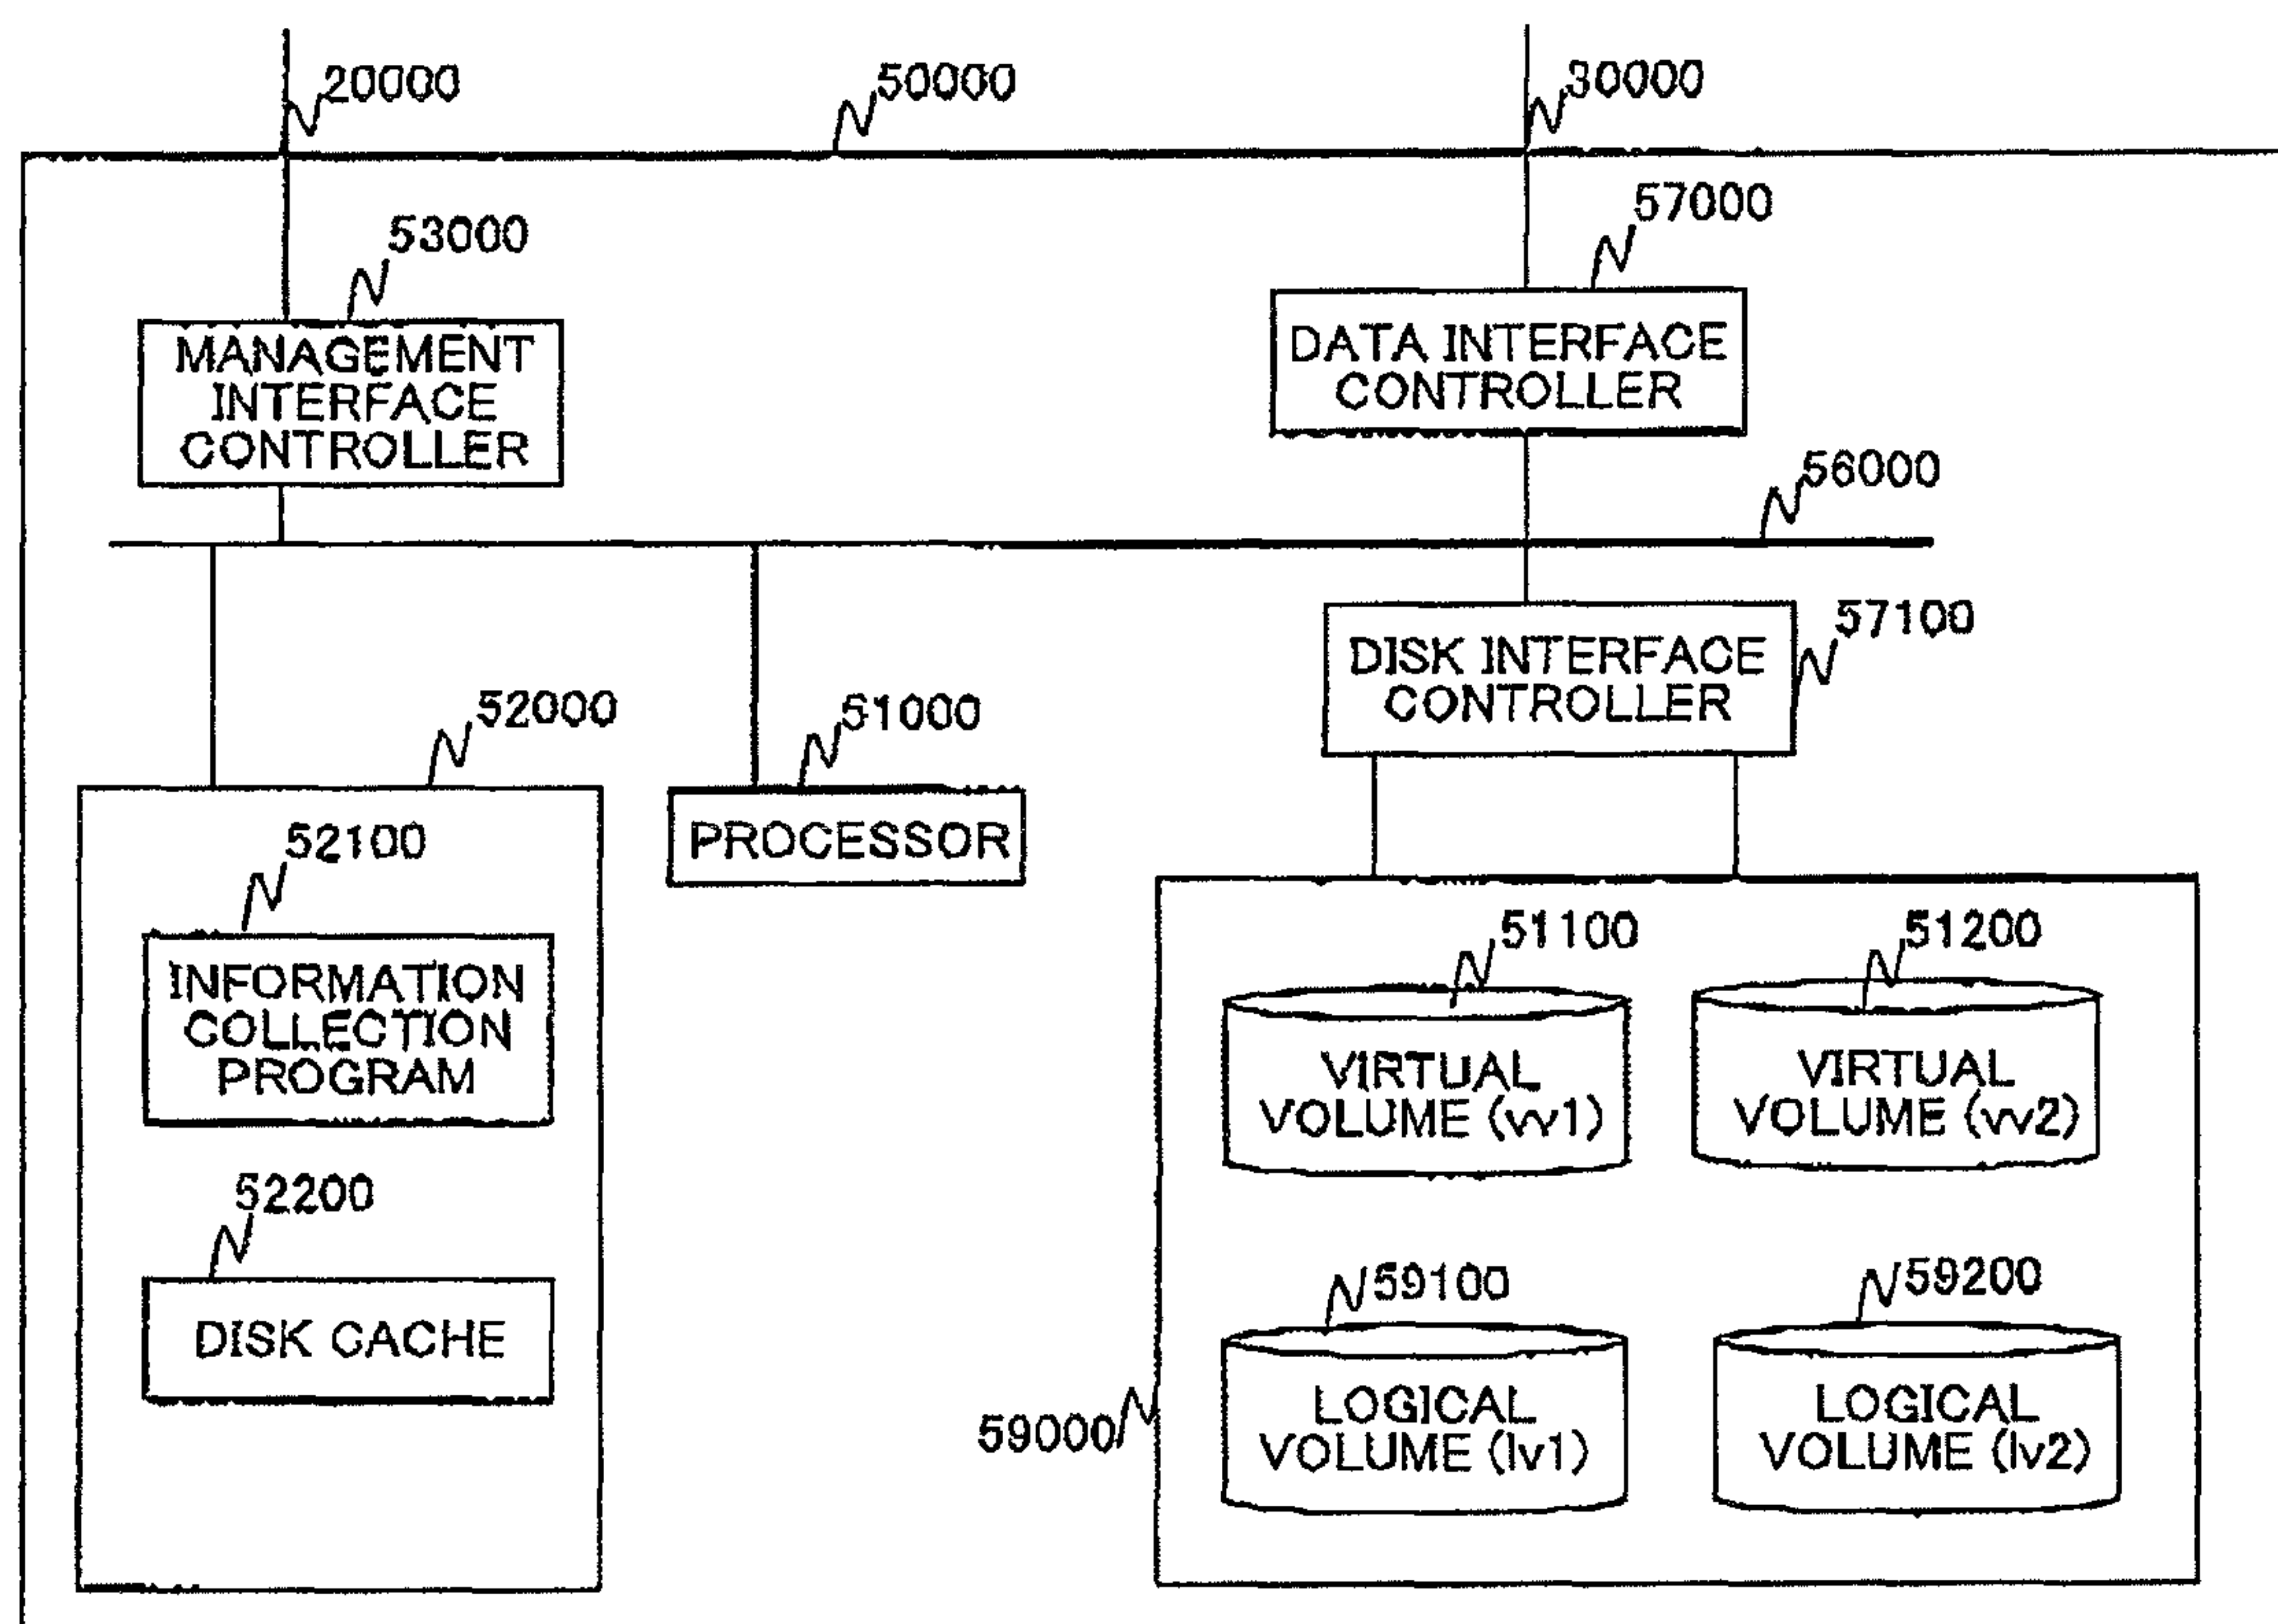 20000
50000
30000
53000
57000
MANAGEMENT
INTERFACE
CONTROLLER
DATA INTERFACE
CONTROLLER
56000
57100
DISK INTERFACE
CONTROLLER
52000
51000
PROCESSOR
52100
INFORMATION
COLLECTION
PROGRAM
52200
DISK CACHE
51100
51200
VIRTUAL
VOLUME (vv1)
VIRTUAL
VOLUME (vv2)
59100
59200
59000
LOGICAL
VOLUME (lv1)
LOGICAL
VOLUME (lv2)